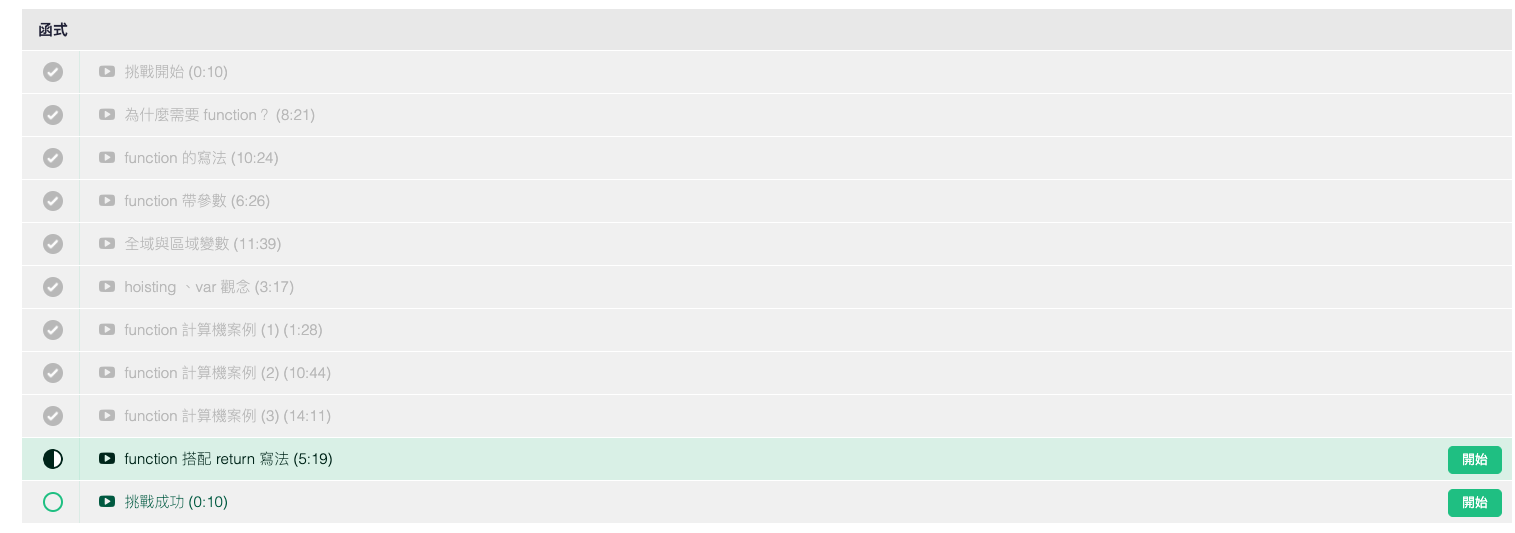 函式
挑戰開始 (0:10)
為什麼需要 function？ (8:21)
function 的寫法 (10:24)
function 帶參數 (6:26)
全域與區域變數 (11:39)
hoisting 、var 觀念 (3:17)
function 計算機案例 (1) (1:28)
function 計算機案例 (2) (10:44)
function 計算機案例 (3) (14:11)
function 搭配 return 寫法 (5:19) 開始
挑戰成功 (0:10) 開始